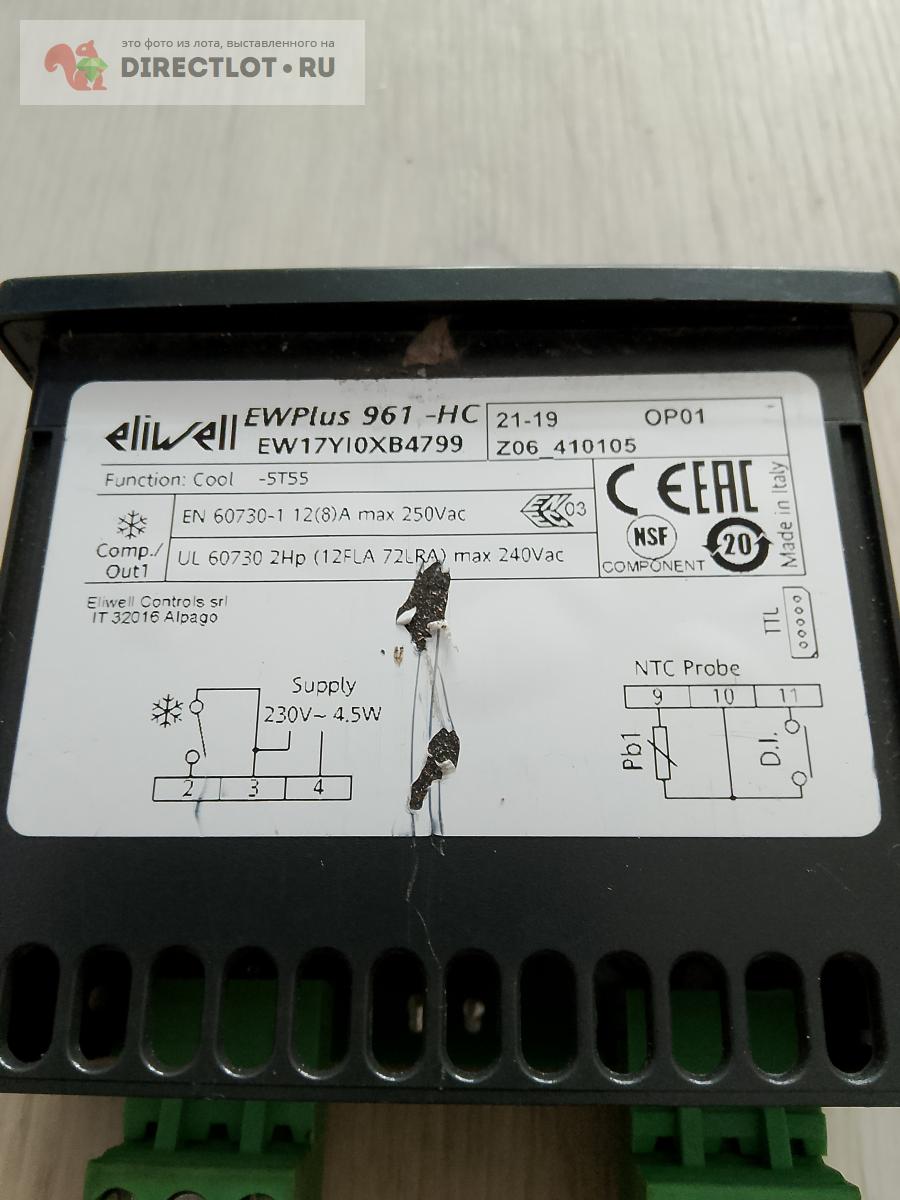 это фото из лота, выставленного на
DIRECTLOT•RU
eliwell EWPlus 961 -HC
EW17YI0XB4799
21-19 OP01
Z06_410105
Function: Cool -5T55
Comp./
Out1
EN 60730-1 12(8)A max 250Vac
03
UL 60730 2Hp (12FLA 72LRA) max 240Vac
CE EAC
NSF
COMPONENT
20
Made in Italy
Eliwell Controls srl
IT 32016 Alpago
TTL
Supply
230V~ 4.5W
2 3 4
NTC Probe
9 10 11
Pb1
D.I.